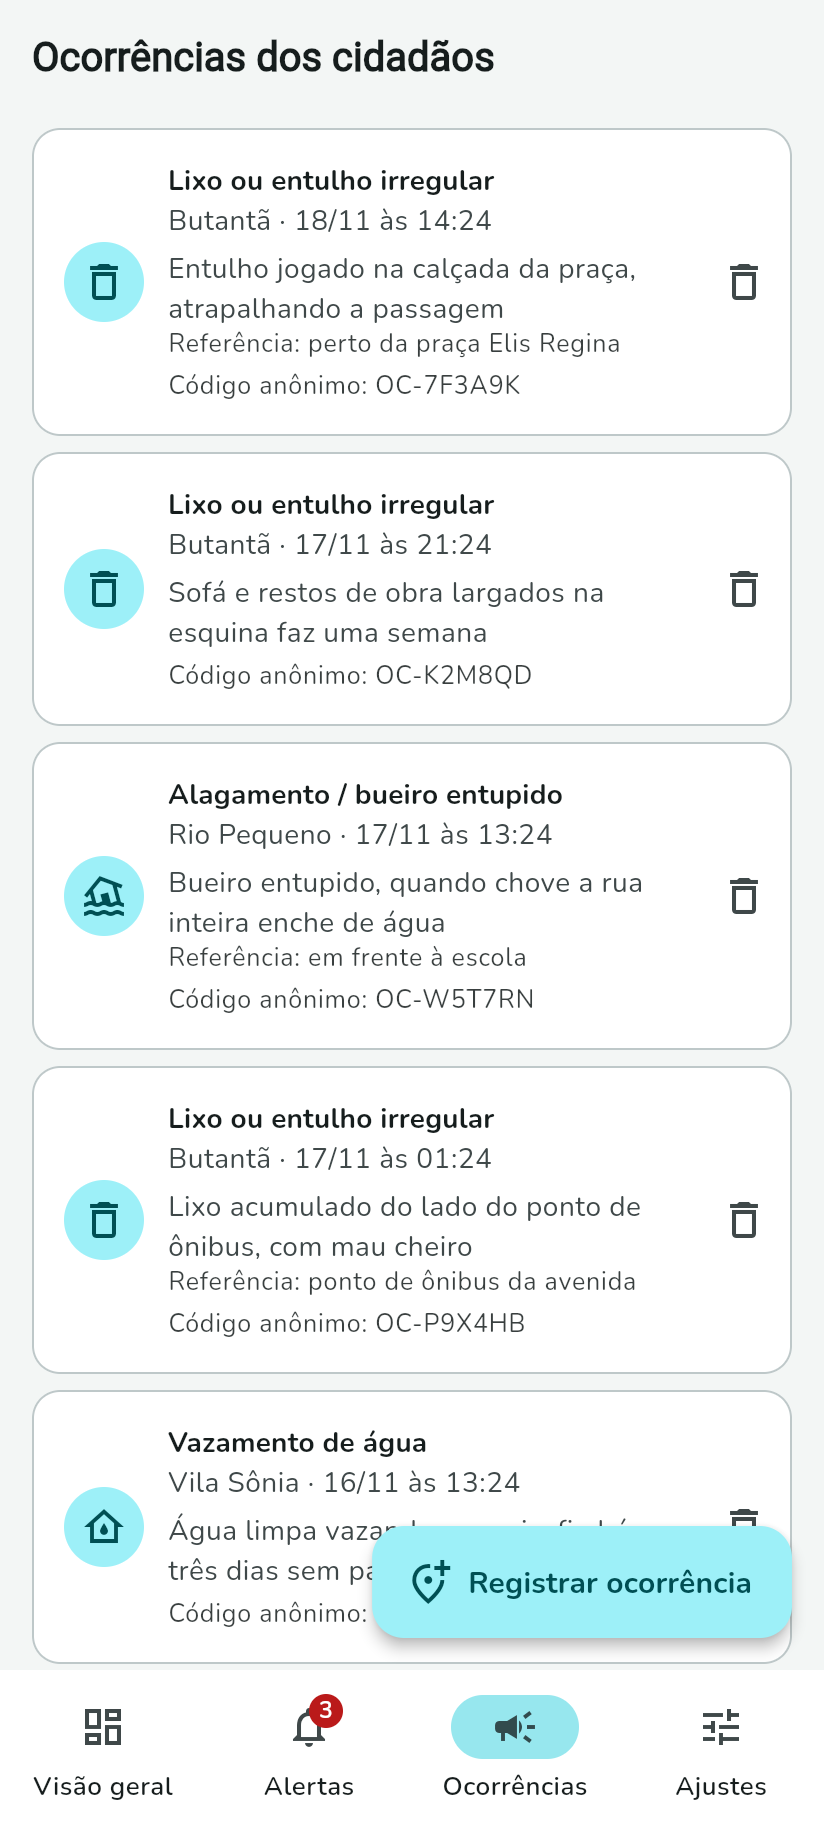 Ocorrências dos cidadãos
Lixo ou entulho irregular
Butantã · 18/11 às 14:24
Entulho jogado na calçada da praça,
atrapalhando a passagem
Referência: perto da praça Elis Regina
Código anônimo: OC-7F3A9K
Lixo ou entulho irregular
Butantã · 17/11 às 21:24
Sofá e restos de obra largados na
esquina faz uma semana
Código anônimo: OC-K2M8QD
Alagamento / bueiro entupido
Rio Pequeno · 17/11 às 13:24
Bueiro entupido, quando chove a rua
inteira enche de água
Referência: em frente à escola
Código anônimo: OC-W5T7RN
Lixo ou entulho irregular
Butantã · 17/11 às 01:24
Lixo acumulado do lado do ponto de
ônibus, com mau cheiro
Referência: ponto de ônibus da avenida
Código anônimo: OC-P9X4HB
Vazamento de água
Vila Sônia · 16/11 às 13:24
Água limpa
três dias sem
Código anônimo:
Registrar ocorrência
3
Visão geral
Alertas
Ocorrências
Ajustes